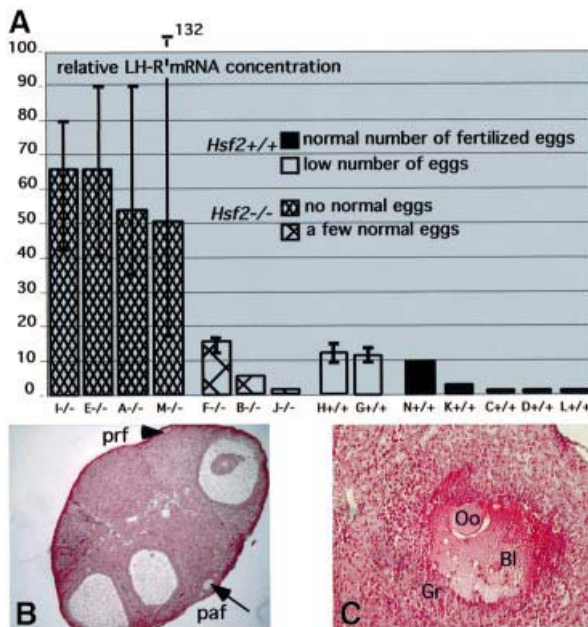 A
132
100
relative LH-R mRNA concentration
90
80
70
60
50
40
30
20
10
0
Hsf2+/+
normal number of fertilized eggs
low number of eggs
Hsf2-/-
no normal eggs
a few normal eggs
I-/- E-/- A-/- M-/- F-/- B-/- J-/- H+/+ G+/+ N+/+ K+/+ C+/+ D+/+ L+/+
prf
paf
B
Oo
Bl
Gr
C